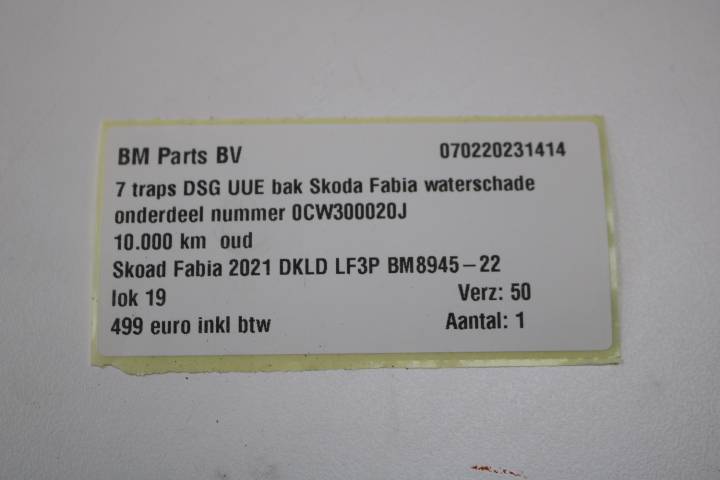 BM Parts BV 070220231414
7 traps DSG UUE bak Skoda Fabia waterschade
onderdeel nummer 0CW300020J
10.000 km oud
Skoad Fabia 2021 DKLD LF3P BM8945-22
lok 19 Verz: 50
499 euro inkl btw Aantal: 1